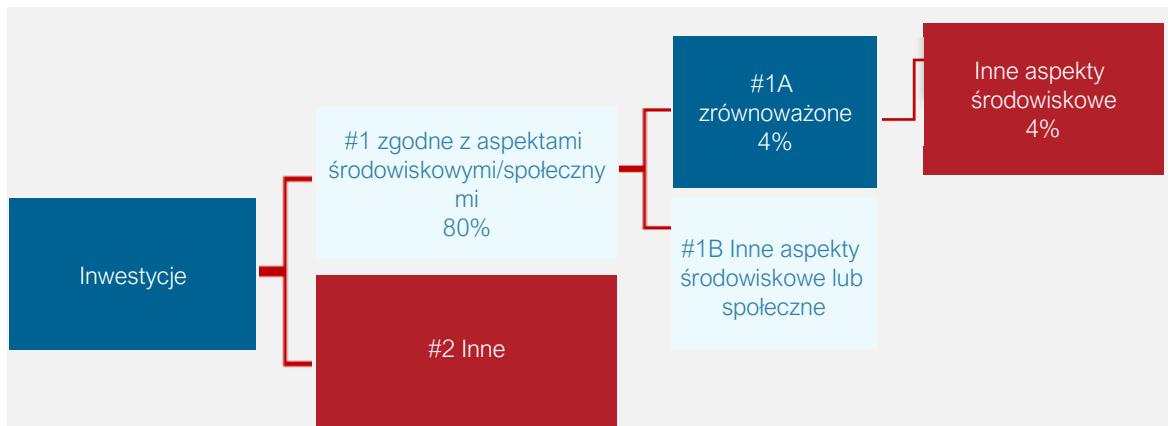 Inwestycje
#1 zgodne z aspektami
środowiskowymi/społeczny
mi
80%
#2 Inne
#1A
zrównoważone
4%
#1B Inne aspekty
środowiskowe lub
społeczne
Inne aspekty
środowiskowe
4%